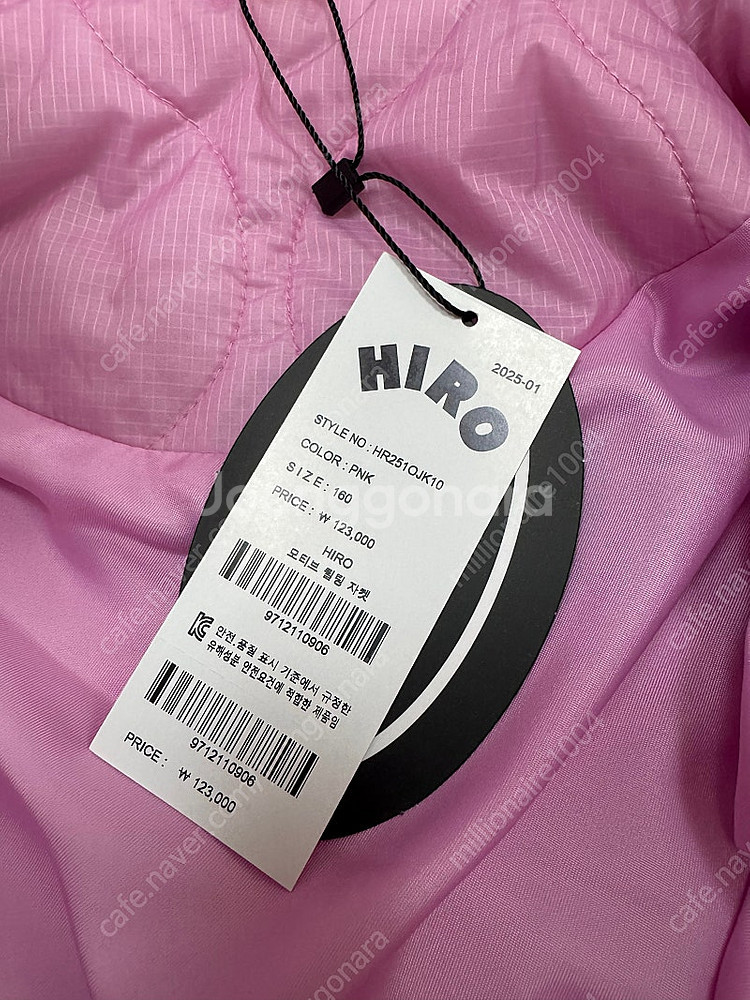 HIRO
2025-01
STYLE NO : HR251OJK10
COLOR : PNK
SIZE : 160
PRICE : ₩ 123,000
HIRO
모티브 퀼팅 자켓
9712110906
안전.품질 표시 기준에서 규정한
유해성분 안전요건에 적합한 제품임
9712110906
PRICE : ₩ 123,000
Joonggonara
cafe.naver.com/joonggonara
millionaire1004